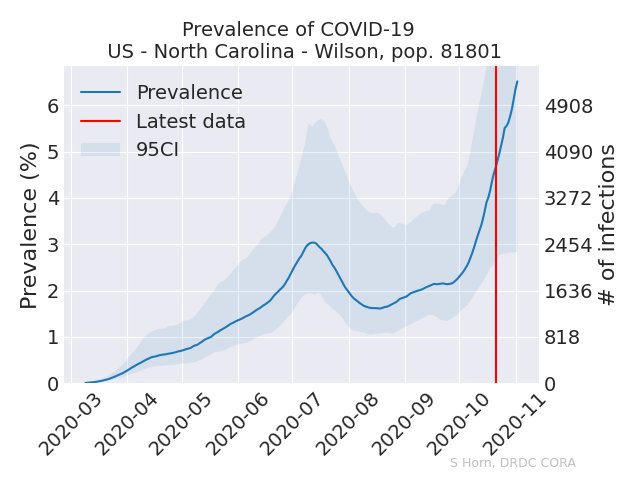 Prevalence of COVID-19
US - North Carolina - Wilson, pop. 81801
Prevalence
Latest data
95CI
Prevalence (%)
6
5
4
3
2
1
0
4908
4090
3272
2454
1636
818
0
# of infections
2020-03
2020-04
2020-05
2020-06
2020-07
2020-08
2020-09
2020-10
2020-11
S Horn, DRDC CORA